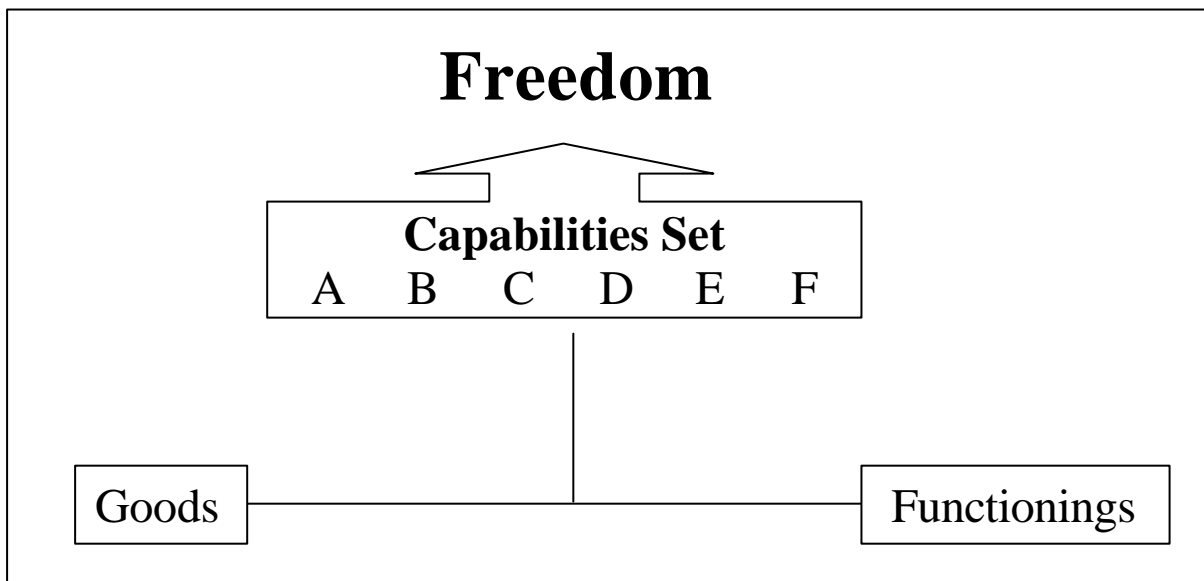 Freedom
Capabilities Set
A B C D E F
Goods
Functionings